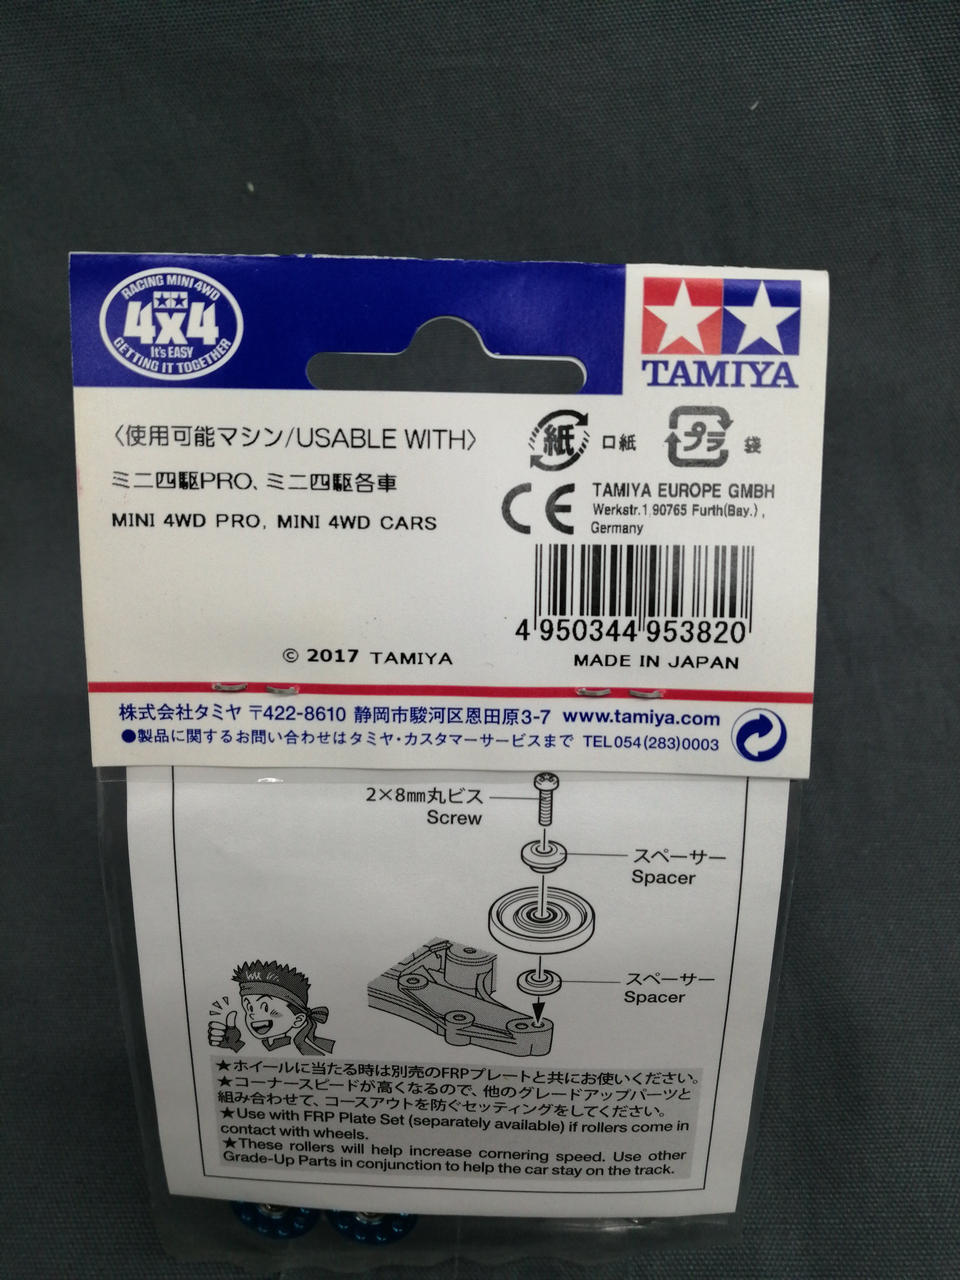 RACING MINI 4WD
4x4
It's EASY
GETTING IT TOGETHER
TAMIYA
〈使用可能マシン/USABLE WITH〉
ミニ四駆PRO、ミニ四駆各車
MINI 4WD PRO, MINI 4WD CARS
紙 口紙
プラ 袋
CE
TAMIYA EUROPE GMBH
Werkstr.1,90765 Furth(Bay.),
Germany
4 950344 953820
© 2017 TAMIYA
MADE IN JAPAN
株式会社タミヤ 〒422-8610 静岡市駿河区恩田原3-7 www.tamiya.com
●製品に関するお問い合わせはタミヤ・カスタマーサービスまで TEL054(283)0003
2×8mm丸ビス
Screw
スペーサー
Spacer
スペーサー
Spacer
★ホイールに当たる時は別売のFRPプレートと共にお使いください。
★コーナースピードが高くなるので、他のグレードアップパーツと
組み合わせて、コースアウトを防ぐセッティングをしてください。
★Use with FRP Plate Set (separately available) if rollers come in
contact with wheels.
★These rollers will help increase cornering speed. Use other
Grade-Up Parts in conjunction to help the car stay on the track.